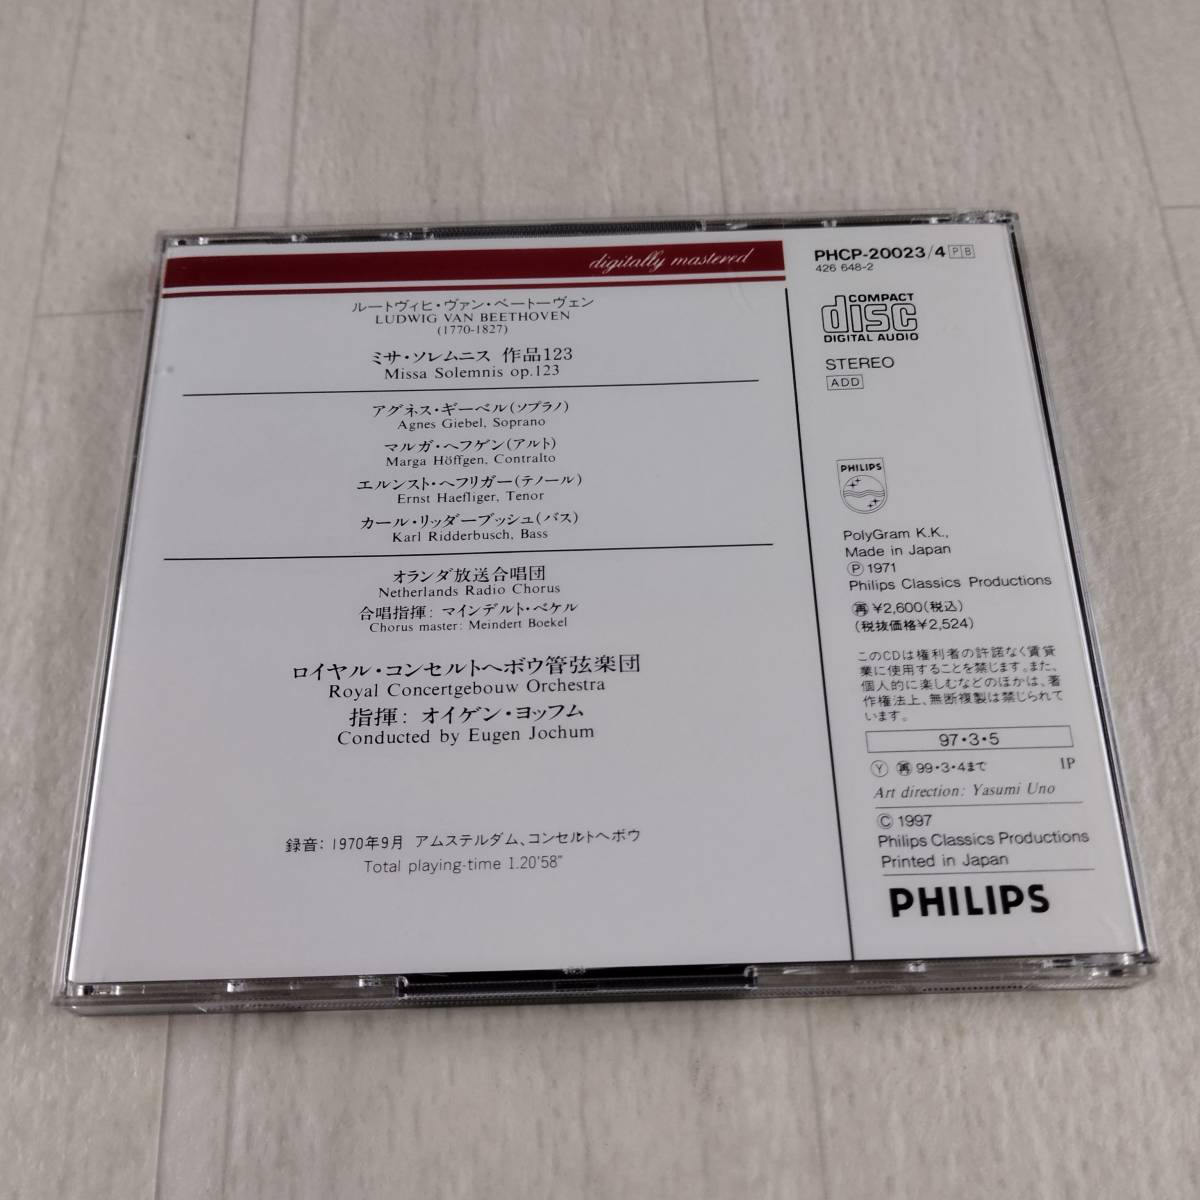 digitally mastered
ルートヴィヒ・ヴァン・ベートーヴェン
LUDWIG VAN BEETHOVEN
(1770-1827)
ミサ・ソレムニス 作品123
Missa Solemnis op.123
アグネス・ギーベル(ソプラノ)
Agnes Giebel, Soprano
マルガ・ヘフゲン(アルト)
Marga Höffgen, Contralto
エルンスト・ヘフリガー(テノール)
Ernst Haefliger, Tenor
カール・リッダーブッシュ(バス)
Karl Ridderbusch, Bass
オランダ放送合唱団
Netherlands Radio Chorus
合唱指揮: マインデルト・ベケル
Chorus master: Meindert Boekel
ロイヤル・コンセルトヘボウ管弦楽団
Royal Concertgebouw Orchestra
指揮: オイゲン・ヨッフム
Conducted by Eugen Jochum
録音: 1970年9月 アムステルダム、コンセルトヘボウ
Total playing-time 1.20'58"
PHCP-20023/4 PB
426 648-2
COMPACT
disc
DIGITAL AUDIO
STEREO
ADD
PHILIPS
PolyGram K.K.,
Made in Japan
Ⓟ 1971
Philips Classics Productions
㊢ ¥2,600(税込)
(税抜価格¥2,524)
このCDは権利者の許諾なく賃貸
業に使用することを禁じます。また、
個人的に楽しむなどのほかは、著
作権法上、無断複製は禁じられて
います。
97・3・5
Ⓨ 再 99・3・4まで IP
Art direction: Yasumi Uno
© 1997
Philips Classics Productions
Printed in Japan
PHILIPS